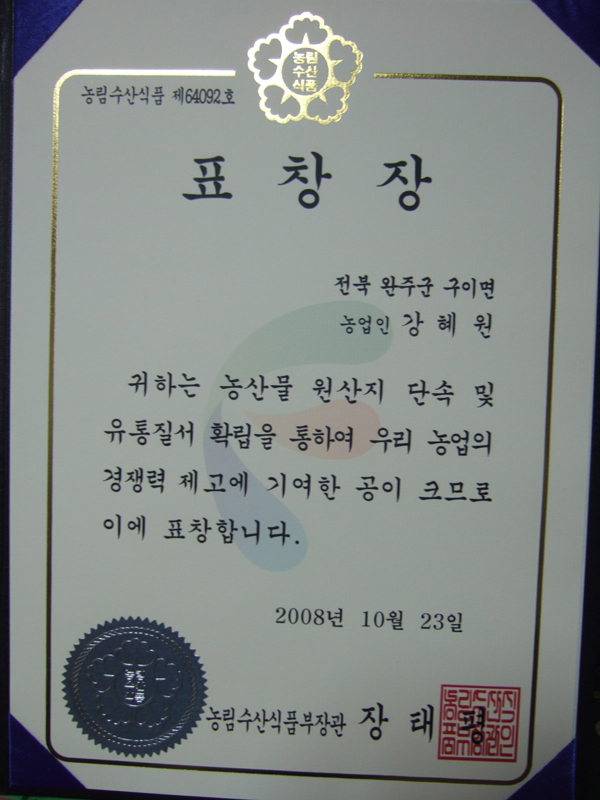 농림
수산
식품
농림수산식품 제64092호
표 창 장
전북 완주군 구이면
농업인 강 혜 원
귀하는 농산물 원산지 단속 및
유통질서 확립을 통하여 우리 농업의
경쟁력 제고에 기여한 공이 크므로
이에 표창합니다.
2008년 10월 23일
농림수산식품부장관 장 태 평